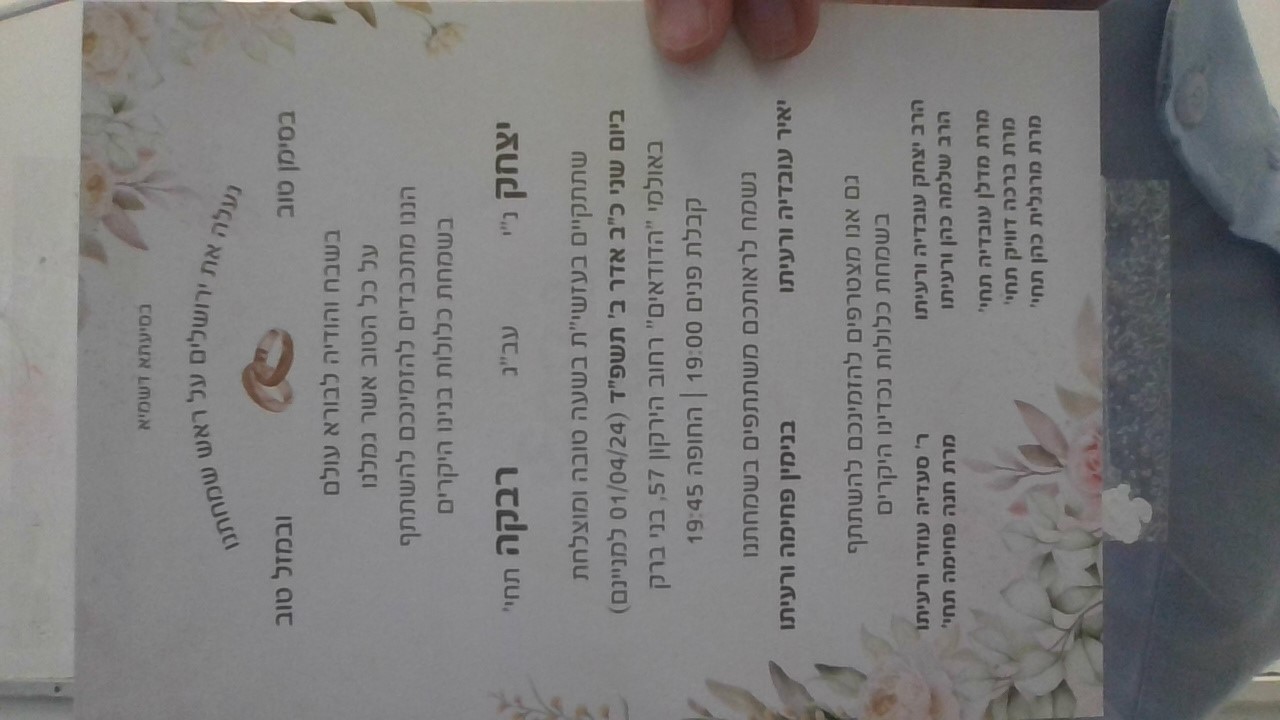 בסיעתא דשמיא
נעלה את ירושלים על ראש שמחתנו
בסימן טוב ובמזל טוב
בשבח והודיה לבורא עולם
על כל הטוב אשר גמלנו
הננו מתכבדים להזמינכם להשתתף
בשמחת כלולות בנינו היקרים
יצחק נ"י עב"ג רבקה תחי'
שתתקיים בעזשי"ת בשעה טובה ומוצלחת
ביום שני כ"ב אדר ב' תשפ"ד (01/04/24 למניינם)
באולמי "הדודאים" רחוב הירקון 57, בני ברק
קבלת פנים 19:00 | החופה 19:45
נשמח לראותכם משתתפים בשמחתנו
יאיר עובדיה ורעיתו בנימין פחימה ורעיתו
גם אנו מצטרפים להזמינכם להשתתף
בשמחת כלולות נכדינו היקרים
הרב יצחק עובדיה ורעיתו ר' סעדיה עוזרי ורעיתו
הרב שלמה כהן ורעיתו מרת חנה פחימה תחי'
מרת מדלן עובדיה תחי'
מרת ברכה דוויק תחי'
מרת מרגלית כהן תחי'